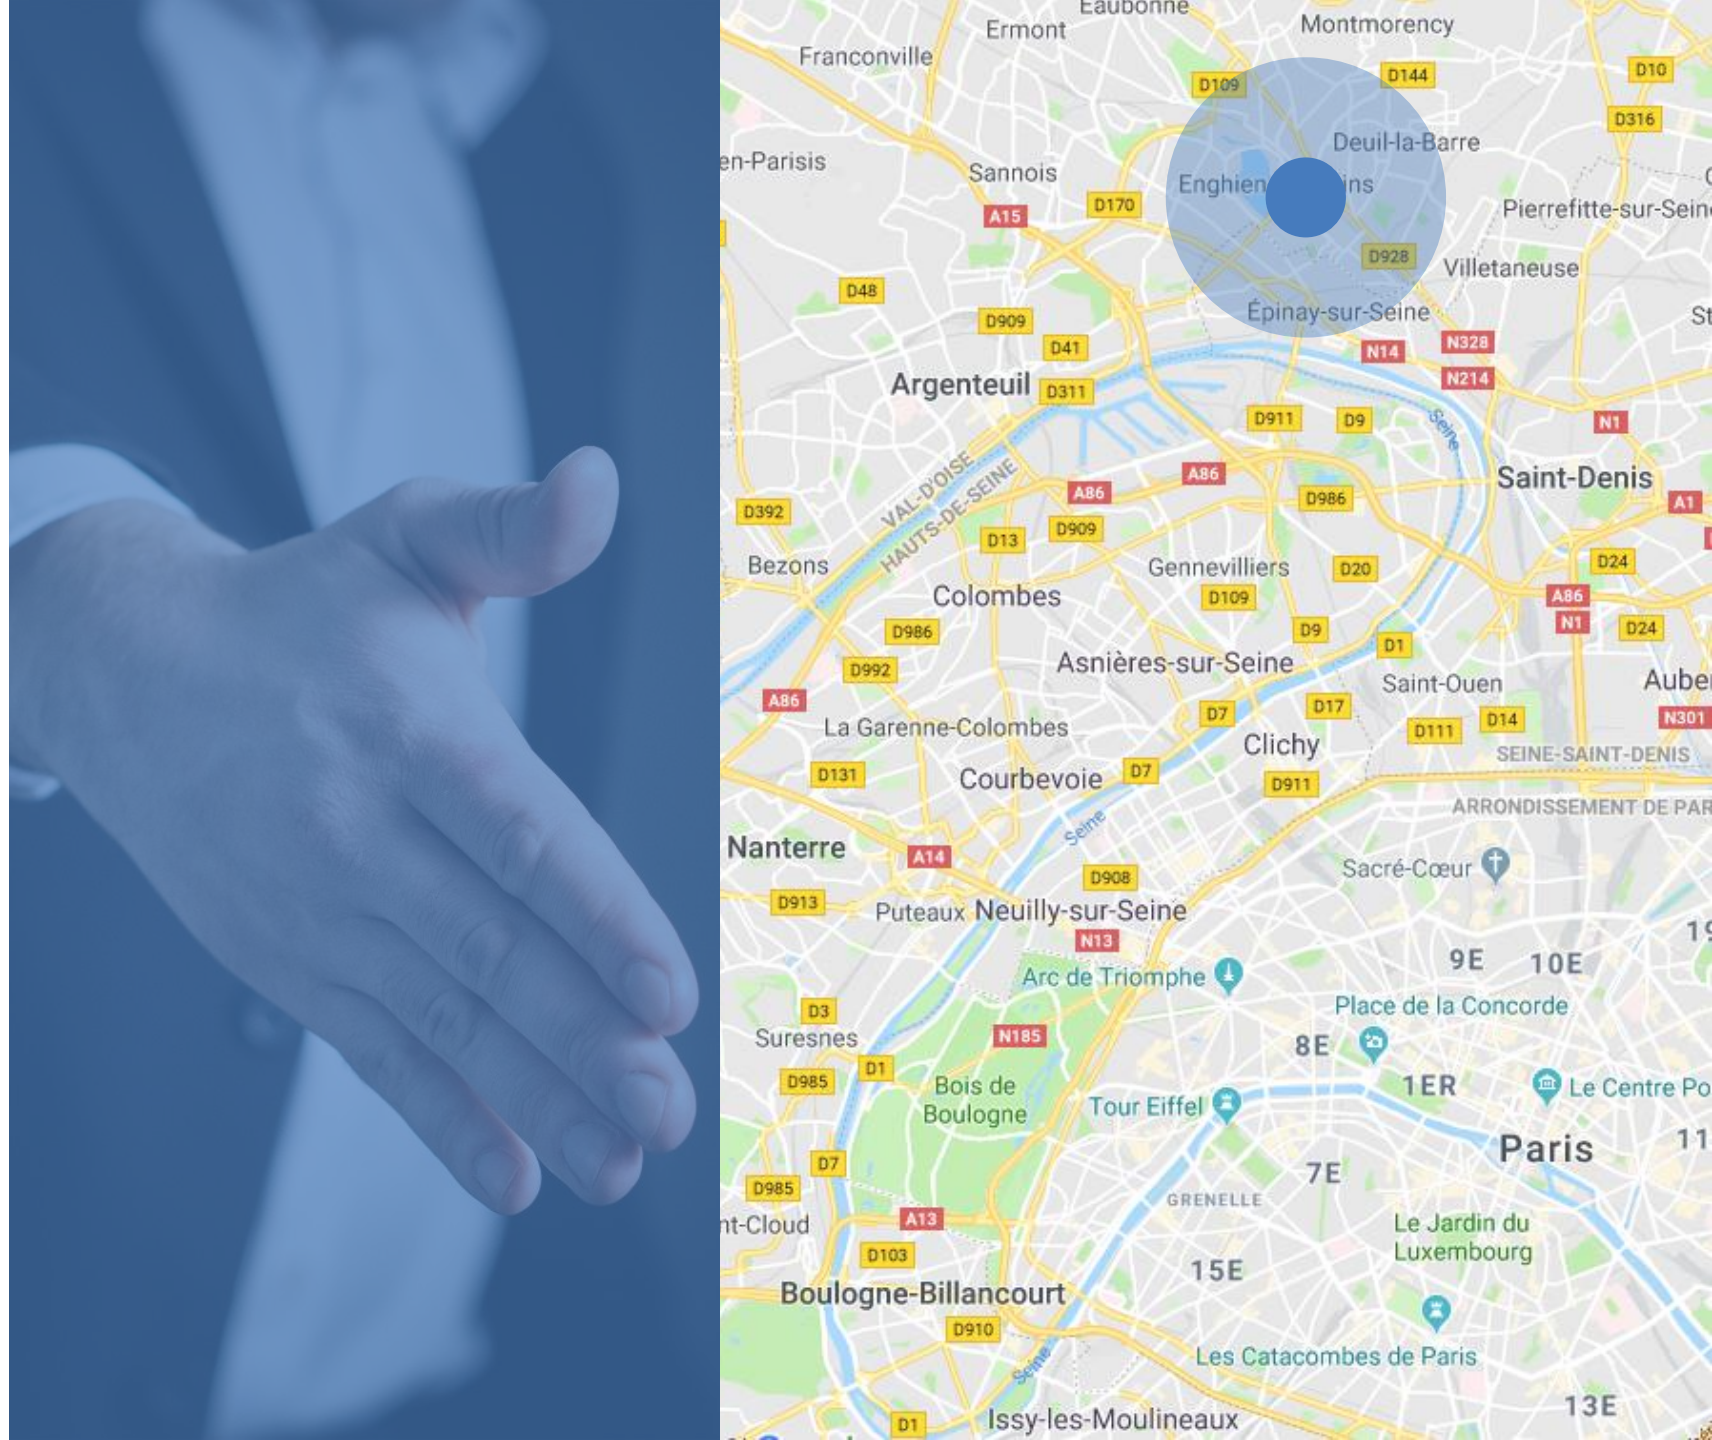 Eaubonne
Ermont
Montmorency
Franconville
D109
D144
D10
D316
Deuil-la-Barre
en-Parisis
Sannois
Enghien
ins
A15
D170
Pierrefitte-sur-Seine
D928
Villetaneuse
D48
Épinay-sur-Seine
D909
St
D41
N14
N328
N214
Argenteuil
D311
D911
D9
Seine
N1
VAL-D'OISE
HAUTS-DE-SEINE
A86
A86
Saint-Denis
D392
D986
A1
D909
D13
Bezons
Gennevilliers
D20
D24
Colombes
D109
A86
N1
D24
D986
D9
D1
D992
Asnières-sur-Seine
Saint-Ouen
Auber
A86
La Garenne-Colombes
D7
D17
D111
D14
N301
Clichy
SEINE-SAINT-DENIS
D131
Courbevoie
D7
D911
ARRONDISSEMENT DE PAR
Seine
Nanterre
A14
Sacré-Cœur
D908
D913
Puteaux
Neuilly-sur-Seine
N13
19
9E
10E
Arc de Triomphe
Place de la Concorde
D3
Suresnes
N185
8E
D1
D985
Bois de
Boulogne
1ER
Le Centre Po
Tour Eiffel
Paris
11
D7
D985
7E
GRENELLE
nt-Cloud
A13
Le Jardin du
Luxembourg
D103
15E
Boulogne-Billancourt
D910
Les Catacombes de Paris
Seine
13E
D1
Issy-les-Moulineaux